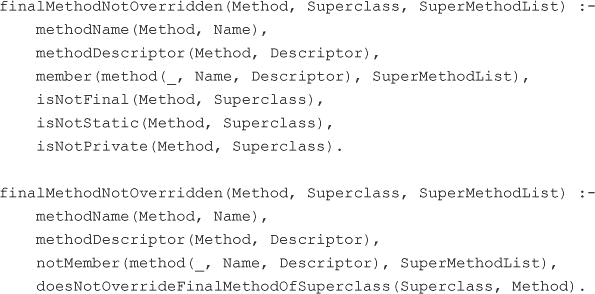 finalMethodNotOverridden(Method, Superclass, SuperMethodList) :-
    methodName(Method, Name),
    methodDescriptor(Method, Descriptor),
    member(method(_, Name, Descriptor), SuperMethodList),
    isNotFinal(Method, Superclass),
    isNotStatic(Method, Superclass),
    isNotPrivate(Method, Superclass).

finalMethodNotOverridden(Method, Superclass, SuperMethodList) :-
    methodName(Method, Name),
    methodDescriptor(Method, Descriptor),
    notMember(method(_, Name, Descriptor), SuperMethodList),
    doesNotOverrideFinalMethodOfSuperclass(Superclass, Method).